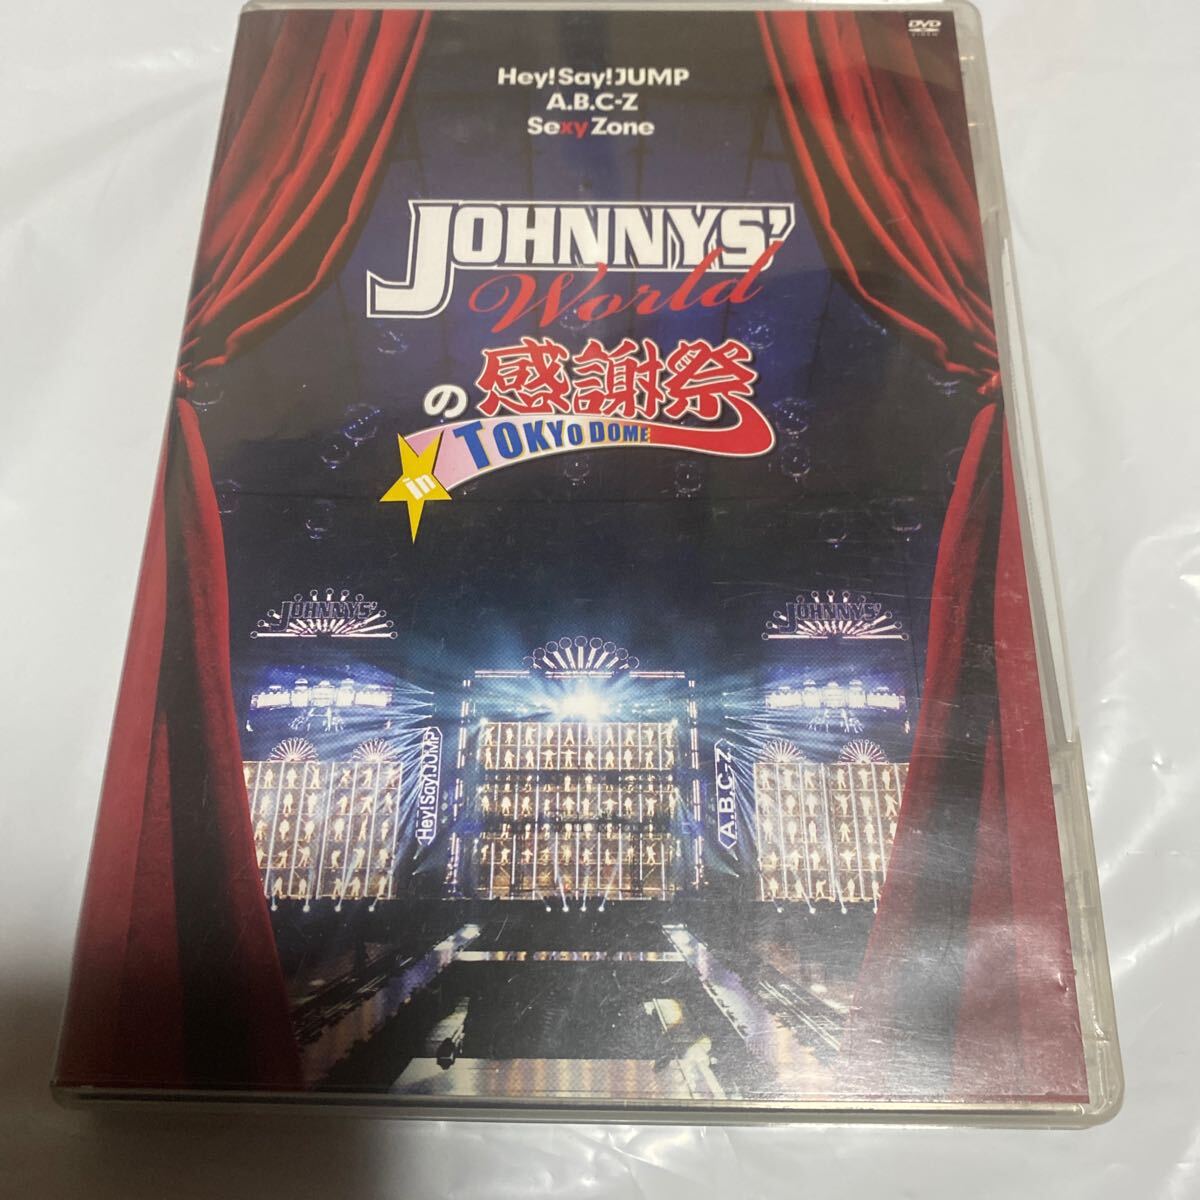 DVD
VIDEO
Hey! Say! JUMP
A.B.C-Z
Sexy Zone
JOHNNYS'
World
の感謝祭
in TOKYO DOME
JOHNNYS'
JOHNNYS'
Hey! Say! JUMP
A.B.C-Z